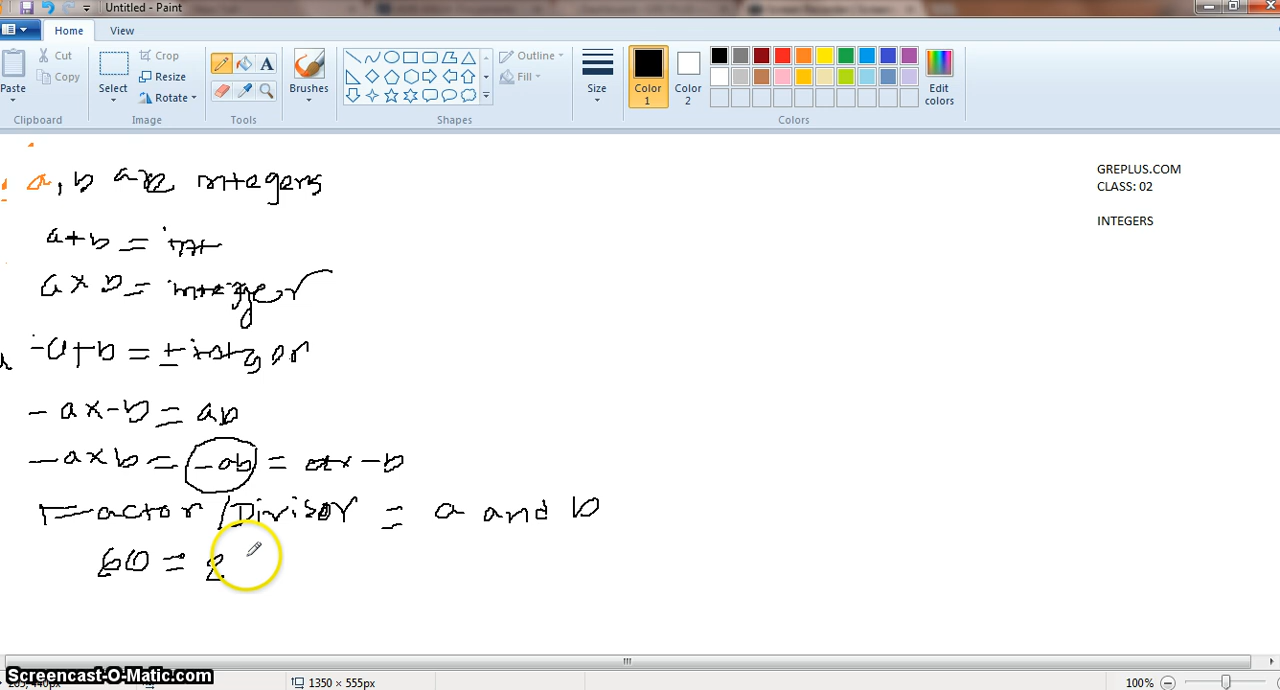 Untitled - Paint
Home
View
Paste
Cut
Copy
Clipboard
Select
Crop
Resize
Rotate
Image
Tools
Brushes
Shapes
Outline
Fill
Size
Color 1
Color 2
Edit colors
Colors
a, b are integers
a+b = int
a × b = integer
-a+b = ± integer
- a × - b = ab
- a × b = -ab = a× - b
Factor / Divisor = a and b
60 = 2
GREPLUS.COM
CLASS: 02
INTEGERS
Screencast-O-Matic.com
1350 × 555px
100%